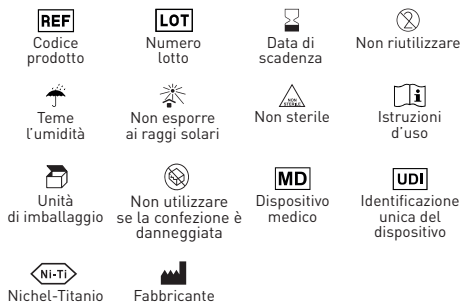 REF
LOT
2
Codice
prodotto
Numero
lotto
Data di
scadenza
Non riutilizzare
NON
STERILE
i
Teme
l'umidità
Non esporre
ai raggi solari
Non sterile
Istruzioni
d'uso
MD
UDI
Unità
di imballaggio
Non utilizzare
se la confezione è
danneggiata
Dispositivo
medico
Identificazione
unica del
dispositivo
Ni-Ti
Nichel-Titanio
Fabbricante